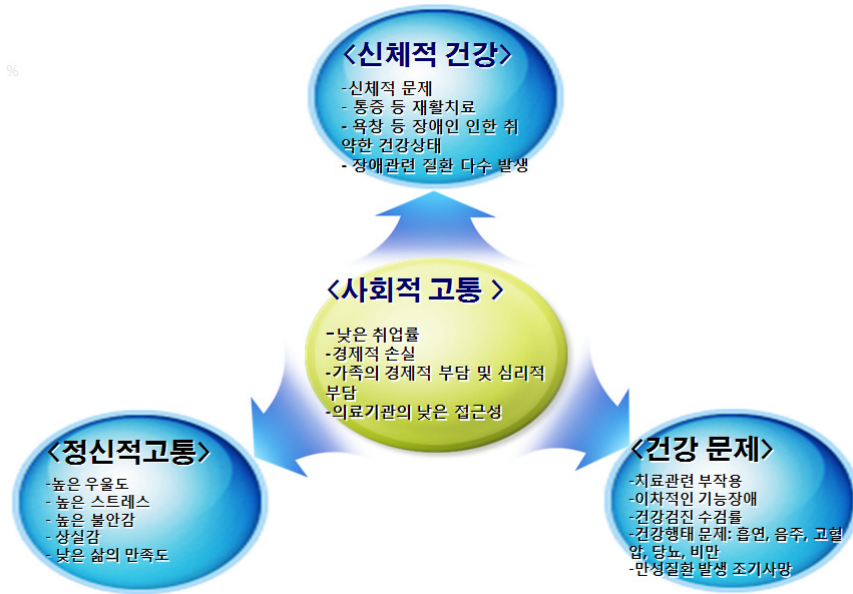 <신체적 건강>
-신체적 문제
- 통증 등 재활치료
- 욕창 등 장애인 인한 취
약한 건강상태
- 장애관련 질환 다수 발생
%
<사회적 고통 >
-낮은 취업률
-경제적 손실
-가족의 경제적 부담 및 심리적
부담
-의료기관의 낮은 접근성
<정신적고통>
-높은 우울도
- 높은 스트레스
- 높은 불안감
- 상실감
- 낮은 삶의 만족도
<건강 문제>
-치료관련 부작용
-이차적인 기능장애
-건강검진 수검률
-건강행태 문제: 흡연, 음주, 고혈
압, 당뇨, 비만
-만성질환 발생 조기사망